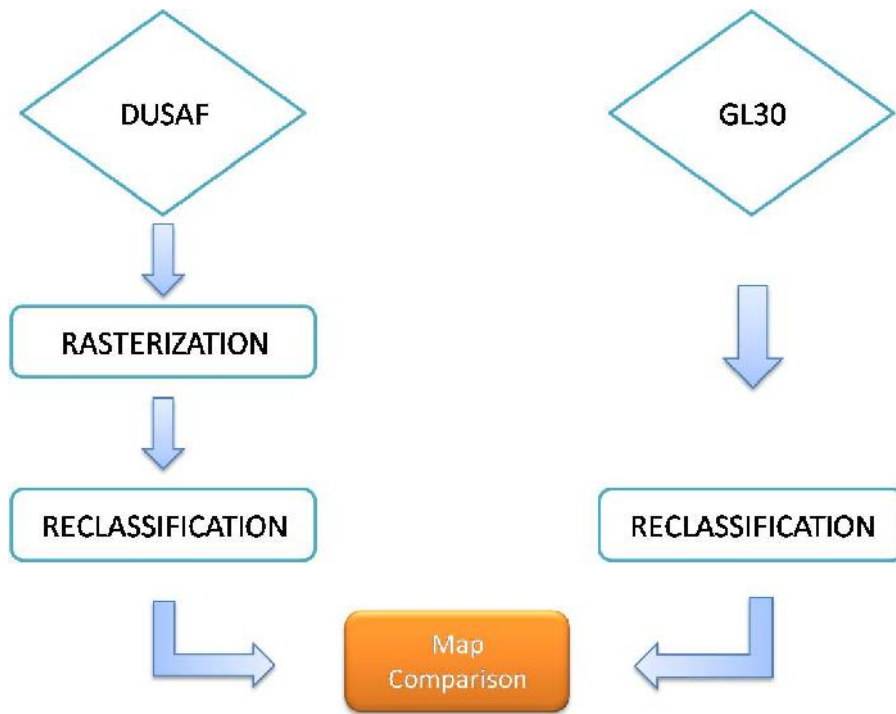 DUSAF
GL30
RASTERIZATION
RECLASSIFICATION
RECLASSIFICATION
Map
Comparison